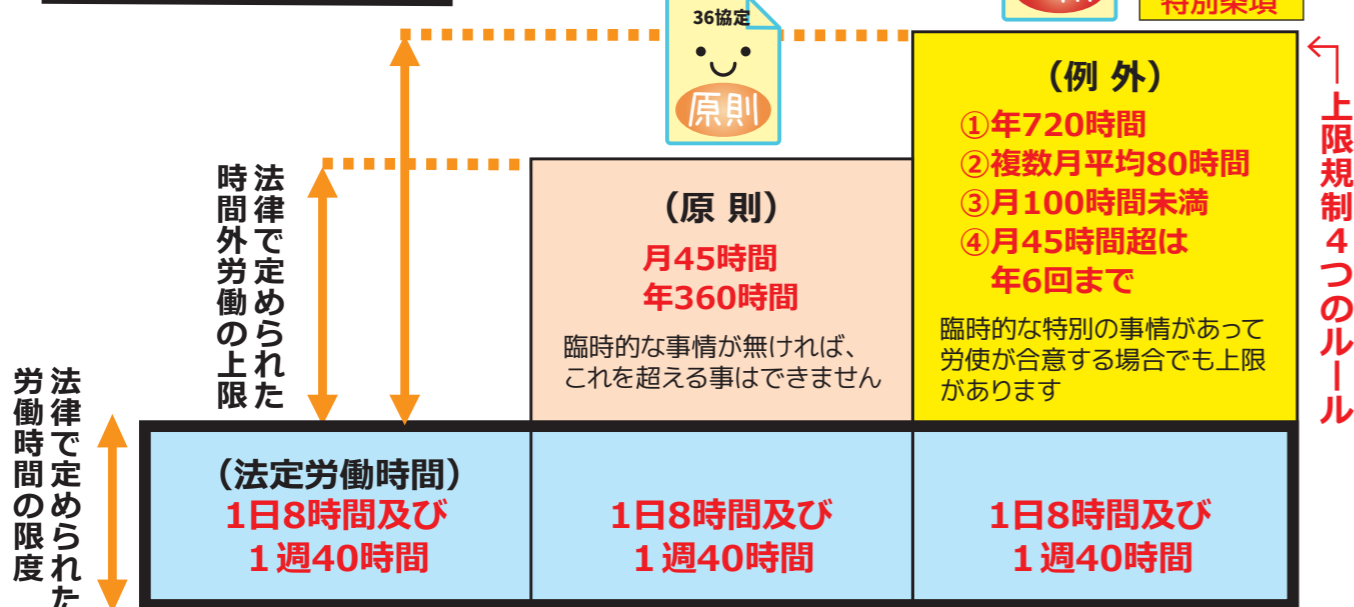 特別条項
36協定
原則
(例 外)
①年720時間
②複数月平均80時間
③月100時間未満
④月45時間超は
年6回まで
臨時的な特別の事情があって
労使が合意する場合でも上限
があります
上限規制4つのルール
(原 則)
月45時間
年360時間
臨時的な事情が無ければ、
これを超える事はできません
法律で定められた
時間外労働の上限
法律で定められた
労働時間の限度
(法定労働時間)
1日8時間及び
1週40時間
1日8時間及び
1週40時間
1日8時間及び
1週40時間